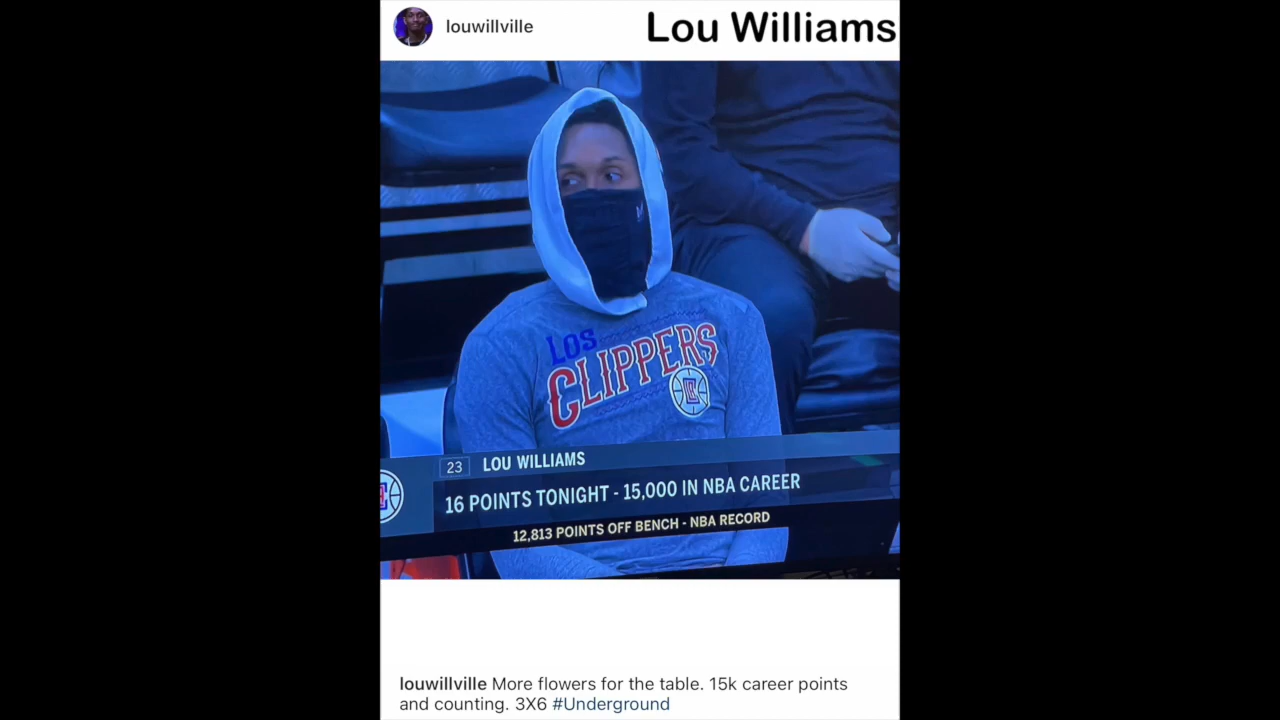 louwillville
Lou Williams
LOS
CLIPPERS
23 LOU WILLIAMS
16 POINTS TONIGHT - 15,000 IN NBA CAREER
12,813 POINTS OFF BENCH - NBA RECORD
louwillville More flowers for the table. 15k career points
and counting. 3X6 #Underground